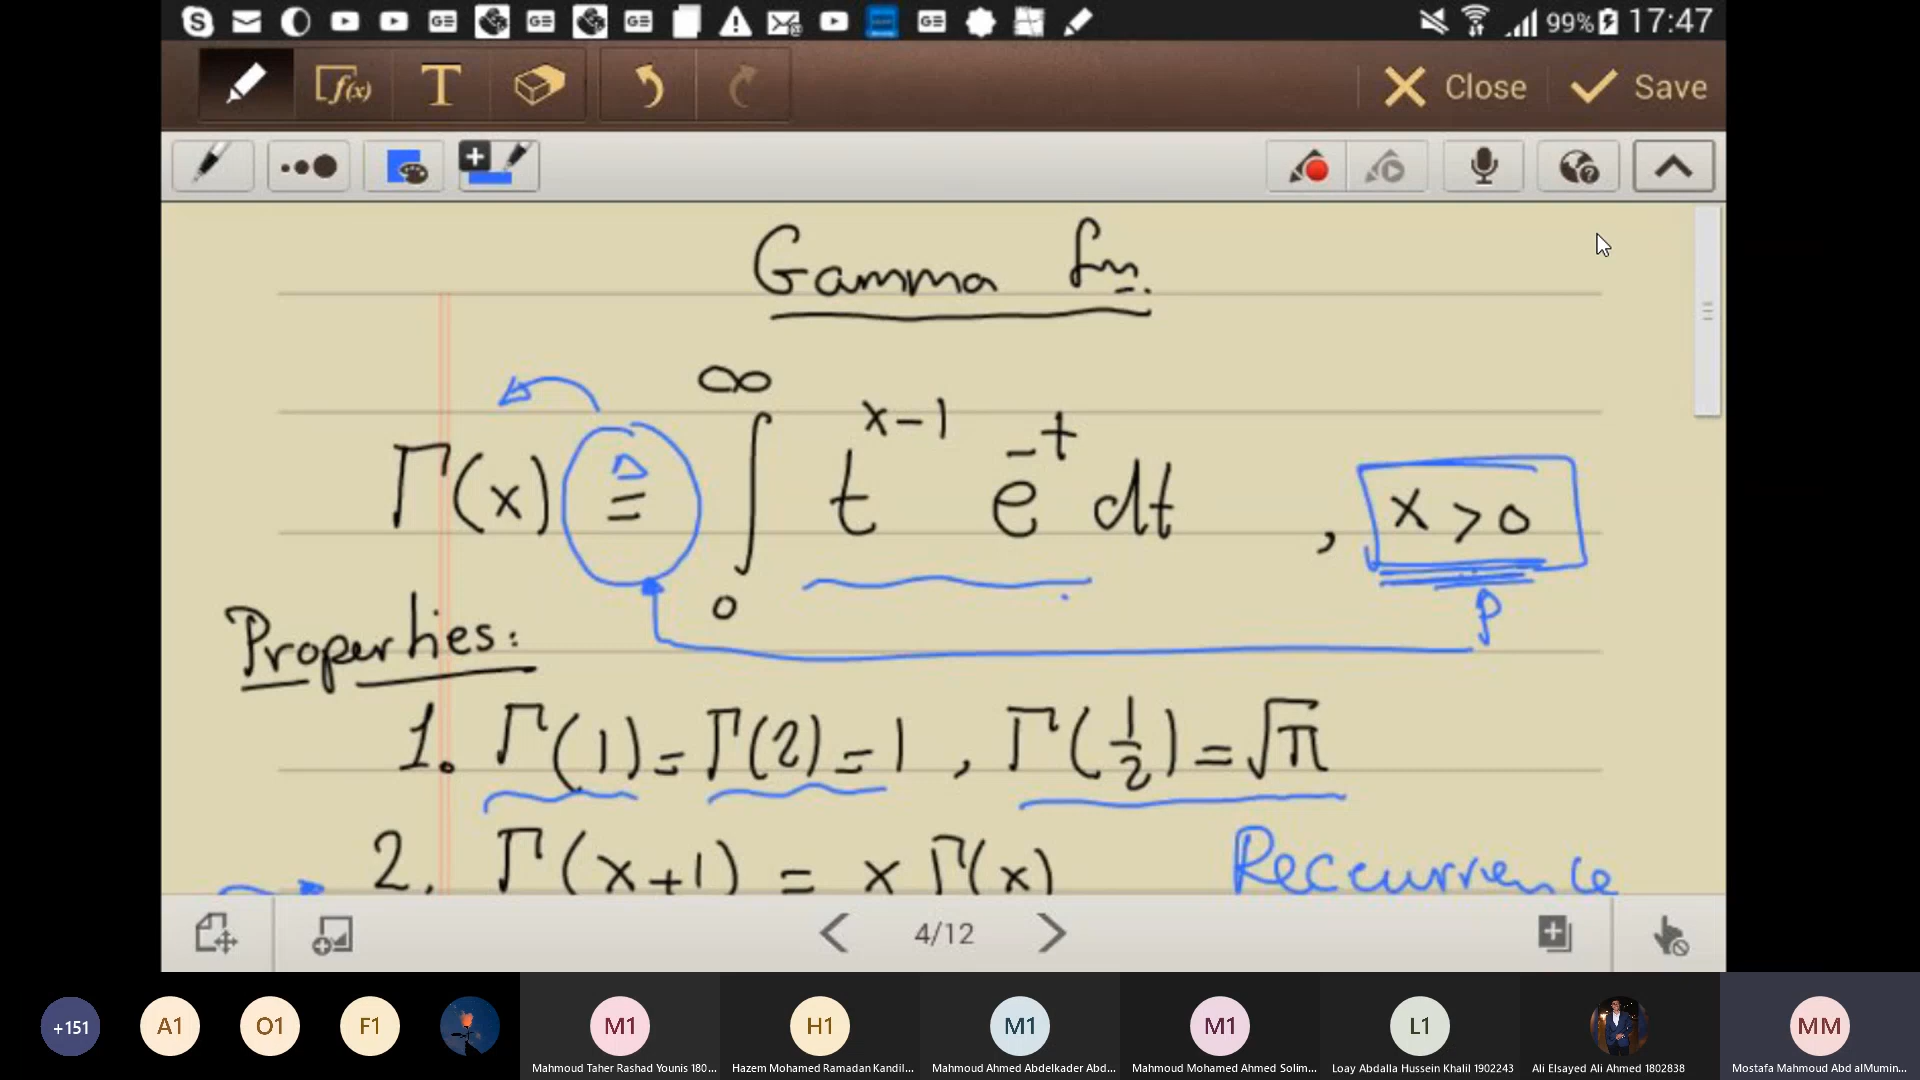 99% 17:47
f(x) T Close Save
Gamma fn.
Γ(x) ≜ ∫₀^∞ t^(x-1) e^(-t) dt , x > 0
Properties:
1. Γ(1) = Γ(2) = 1 , Γ(1/2) = √π
2. Γ(x+1) = x Γ(x) Reccurrence
4/12
+151 A1 O1 F1 M1 H1 M1 M1 L1 MM
Mahmoud Taher Rashad Younis 180... Hazem Mohamed Ramadan Kandil... Mahmoud Ahmed Abdelkader Abd... Mahmoud Mohamed Ahmed Solim... Loay Abdalla Hussein Khalil 1902243 Ali Elsayed Ali Ahmed 1802838 Mostafa Mahmoud Abd alMumin...